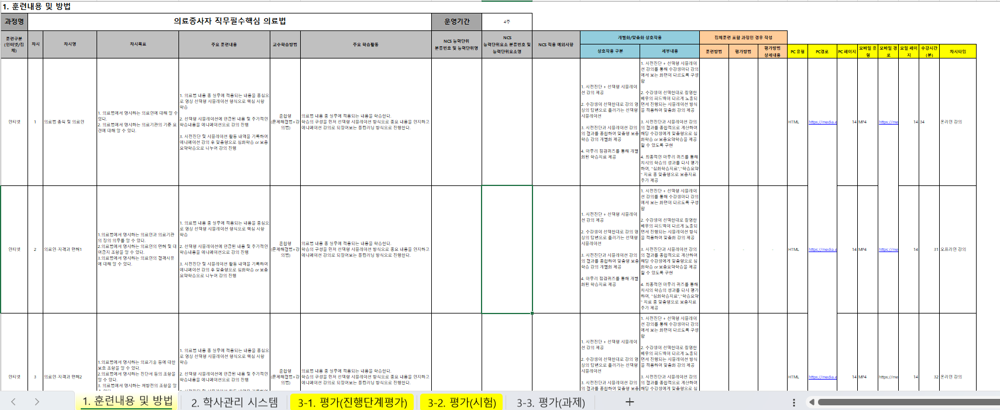 1. 훈련내용 및 방법
과정명
의료종사자 직무필수핵심 의료법
운영기간
4주
훈련구분
(인터넷/집
체)
차시
차시명
차시목표
주요 훈련내용
교수학습방법
주요 학습활동
NCS 능력단위
분류번호 및 능력단위명
NCS
능력단위요소 분류번호 및
능력단위요소명
NCS 적용 예외사항
개별화/맞춤화 상호작용
상호작용 구분
세부내용
집체훈련 포함 과정인 경우 작성
훈련방법
평가방법
평가방법
상세내용
PC 유형
PC경로
PC 페이지
모바일 유
형
모바일 경
로
모일 페이
지
수강시간
(분)
차시타입
인터넷
1
의료법 총칙 및 의료인
1. 의료법에서 명시하는 의료인에 대해 알 수
있다.
2. 의료법에서 명시하는 의료기관의 기준 요
건에 대해 알 수 있다.
1. 의료법 내용 중 실무에 적용되는 내용을 중심으
로 영상 선택형 시뮬레이션 형식으로 핵심 사항
학습
2. 선택형 시뮬레이션에 언급된 내용 및 추가적인
학습내용을 애니메이션으로 강의 진행
3. 사전진단 및 시뮬레이션 활동 내역을 기록하여
애니메이션 강의 후 맞춤형으로 심화학습 or 보충
요약학습으로 나누어 강의 진행
혼합형
(문제해결법+강
의법)
의료법 내용 중 실무에 적용되는 내용을 학습한다.
학습의 구성을 먼저 선택형 시뮬레이션 방식으로 중요 내용을 인지하고
애니메이션 강의로 되짚어보는 플립러닝 방식으로 진행한다.
1. 사전진단 + 선택형 시뮬레이
션 강의 제공
2. 수강생이 선택한대로 강의 영
상의 답변으로 흘러가는 선택형
시뮬레이션
3. 사전진단과 시뮬레이션 강의
의 결과를 종합하여 맞춤형 보충
학습 강의 개별화 제공
4. 마무리 점검퀴즈를 통해 개별
화된 학습지료 제공
1. 사전진단 + 선택형 시뮬레이
션 강의를 통해 수강생마다 강의
에서 보는 화면이 다르도록 구성
함
2. 수강생이 선택한대로 촬영한
배우의 피드백이 다르게 노출되
면서 진행되는 시뮬레이션 방식
을 적용하여 맞춤화 강의 제공
3. 사전진단과 시뮬레이션 강의
의 결과를 종합적으로 계산하여
해당 수강생에게 맞춤형으로 심
화학습 or 보충요약학습을 제공
할 수 있도록 구현
4. 최종적인 마무리 퀴즈를 통해
차시의 학습의 성과를 다시 평가
하여, "심화학습지료","학습요약
" 지료 중 맞춤형으로 보충지료
추가 제공
HTML
https://media.e
14
MP4
https://me
14
34
온라인 강의
인터넷
2
의료인·자격과 면허1
1.의료법에서 명시하는 의료인과 의료기관
의 정의 의무를 알 수 있다.
2.의료법에서 명시하는 의료인의 면허 및 대
여금지 조항을 알 수 있다.
3.의료법에서 명시하는 의료인의 결격사유
에 대해 알 수 있다.
1. 의료법 내용 중 실무에 적용되는 내용을 중심으
로 영상 선택형 시뮬레이션 형식으로 핵심 사항
학습
2. 선택형 시뮬레이션에 언급된 내용 및 추가적인
학습내용을 애니메이션으로 강의 진행
3. 사전진단 및 시뮬레이션 활동 내역을 기록하여
애니메이션 강의 후 맞춤형으로 심화학습 or 보충
요약학습으로 나누어 강의 진행
혼합형
(문제해결법+강
의법)
의료법 내용 중 실무에 적용되는 내용을 학습한다.
학습의 구성을 먼저 선택형 시뮬레이션 방식으로 중요 내용을 인지하고
애니메이션 강의로 되짚어보는 플립러닝 방식으로 진행한다.
1. 사전진단 + 선택형 시뮬레이
션 강의 제공
2. 수강생이 선택한대로 강의 영
상의 답변으로 흘러가는 선택형
시뮬레이션
3. 사전진단과 시뮬레이션 강의
의 결과를 종합하여 맞춤형 보충
학습 강의 개별화 제공
4. 마무리 점검퀴즈를 통해 개별
화된 학습지료 제공
1. 사전진단 + 선택형 시뮬레이
션 강의를 통해 수강생마다 강의
에서 보는 화면이 다르도록 구성
함
2. 수강생이 선택한대로 촬영한
배우의 피드백이 다르게 노출되
면서 진행되는 시뮬레이션 방식
을 적용하여 맞춤화 강의 제공
3. 사전진단과 시뮬레이션 강의
의 결과를 종합적으로 계산하여
해당 수강생에게 맞춤형으로 심
화학습 or 보충요약학습을 제공
할 수 있도록 구현
4. 최종적인 마무리 퀴즈를 통해
차시의 학습의 성과를 다시 평가
하여, "심화학습지료","학습요약
" 지료 중 맞춤형으로 보충지료
추가 제공
HTML
https://media.e
14
MP4
https://me
14
31
오프라인 강의
인터넷
3
의료인·자격과 면허2
1.의료법에서 명시하는 의료기술 등에 대한
보호 조항을 알 수 있다.
2.의료법에서 명시하는 진단서 등의 조항을
알 수 있다.
3. 의료법에서 명시하는 처방전의 조항을 알
1. 의료법 내용 중 실무에 적용되는 내용을 중심으
로 영상 선택형 시뮬레이션 형식으로 핵심 사항
학습
2. 선택형 시뮬레이션에 언급된 내용 및 추가적인
학습내용을 애니메이션으로 강의 진행
혼합형
(문제해결법+강
의법)
의료법 내용 중 실무에 적용되는 내용을 학습한다.
학습의 구성을 먼저 선택형 시뮬레이션 방식으로 중요 내용을 인지하고
애니메이션 강의로 되짚어보는 플립러닝 방식으로 진행한다.
1. 사전진단 + 선택형 시뮬레이
션 강의 제공
2. 수강생이 선택한대로 강의 영
상의 답변으로 흘러가는 선택형
시뮬레이션
3. 사전진단과 시뮬레이션 강의
의 결과를 종합하여 맞춤형 보충
1. 사전진단 + 선택형 시뮬레이
션 강의를 통해 수강생마다 강의
에서 보는 화면이 다르도록 구성
함
2. 수강생이 선택한대로 촬영한
배우의 피드백이 다르게 노출되
면서 진행되는 시뮬레이션 방식
을 적용하여 맞춤화 강의 제공
3. 사전진단과 시뮬레이션 강의
의 결과를 종합적으로 계산하여
해당 수강생에게 맞춤형으로 심
HTML
https://media.e
14
MP4
https://me
14
32
온라인 강의
1. 훈련내용 및 방법
2. 학사관리 시스템
3-1. 평가(진행단계평가)
3-2. 평가(시험)
3-3. 평가(과제)